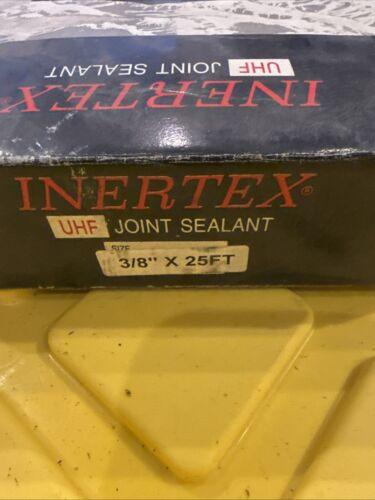 INERTEX
UHF JOINT SEALANT
INERTEX®
UHF JOINT SEALANT
SIZE
3/8" X 25FT